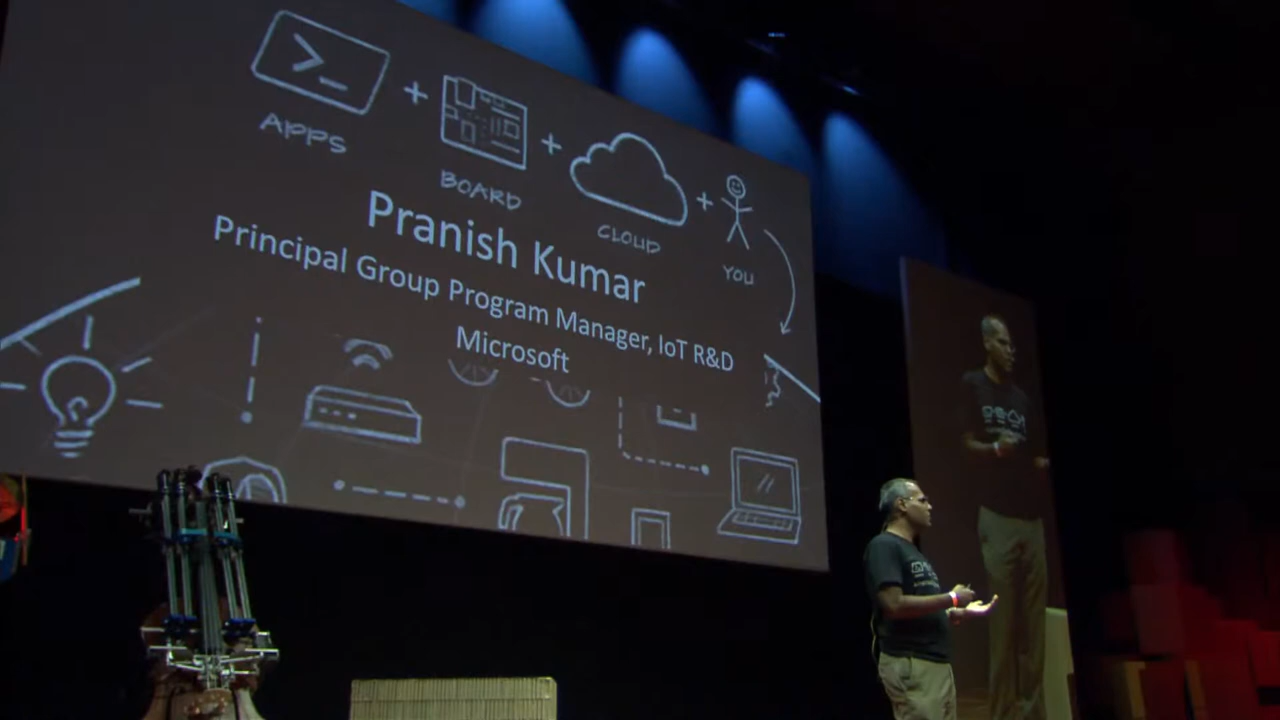 >_
APPS + BOARD + CLOUD + YOU
Pranish Kumar
Principal Group Program Manager, IoT R&D
Microsoft